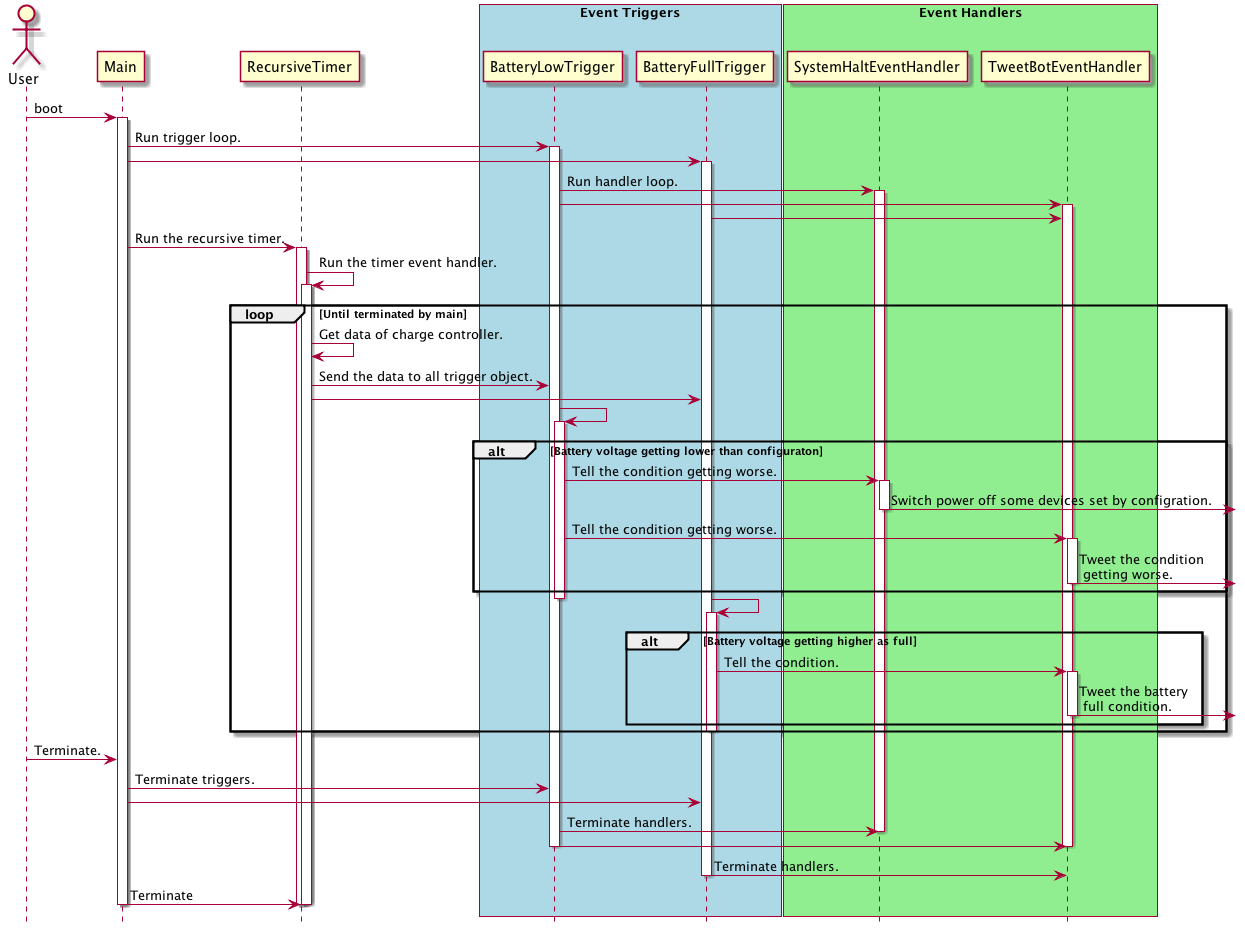 Event Triggers
Event Handlers
User
Main
RecursiveTimer
BatteryLowTrigger
BatteryFullTrigger
SystemHaltEventHandler
TweetBotEventHandler
boot
Run trigger loop.
Run handler loop.
Run the recursive timer.
Run the timer event handler.
loop
[Until terminated by main]
Get data of charge controller.
Send the data to all trigger object.
alt
[Battery voltage getting lower than configuraton]
Tell the condition getting worse.
Switch power off some devices set by configration.
Tell the condition getting worse.
Tweet the condition
getting worse.
alt
[Battery voltage getting higher as full]
Tell the condition.
Tweet the battery
full condition.
Terminate.
Terminate triggers.
Terminate handlers.
Terminate handlers.
Terminate